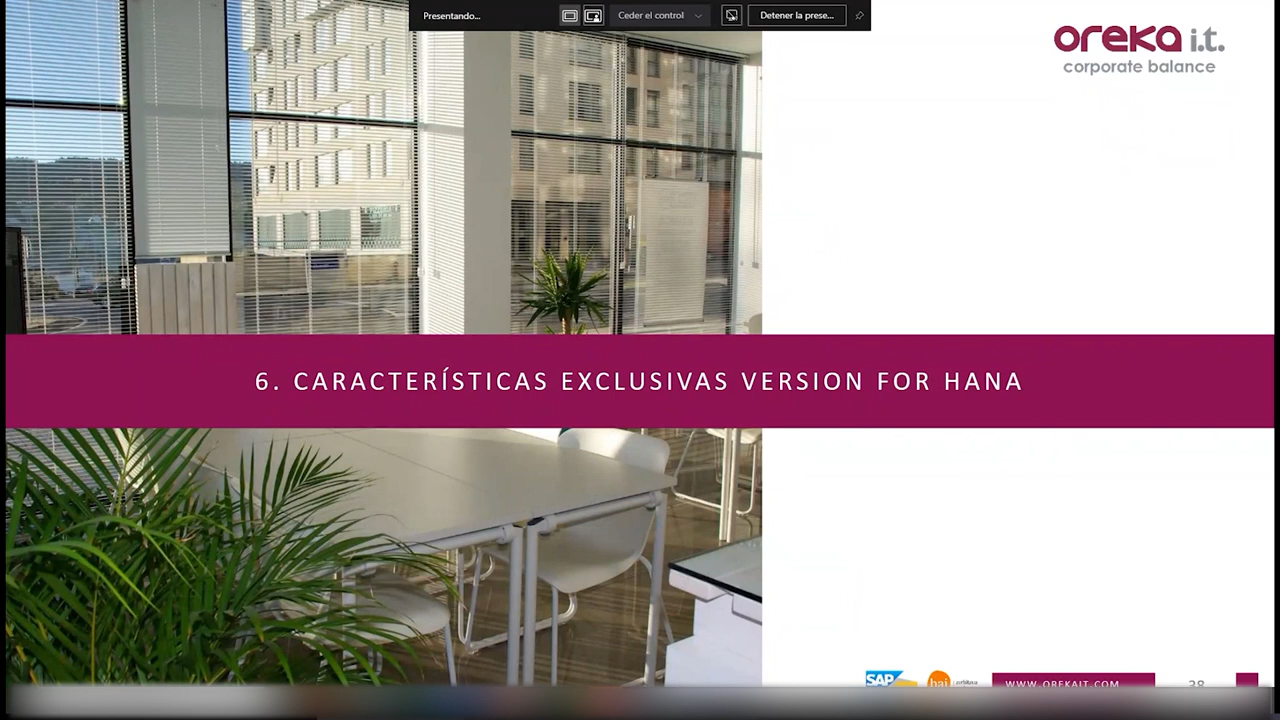 Presentando...
Ceder el control
Detener la prese...
oreka i.t.
corporate balance
6. CARACTERÍSTICAS EXCLUSIVAS VERSION FOR HANA
SAP
bai
WWW.OREKAIT.COM
38